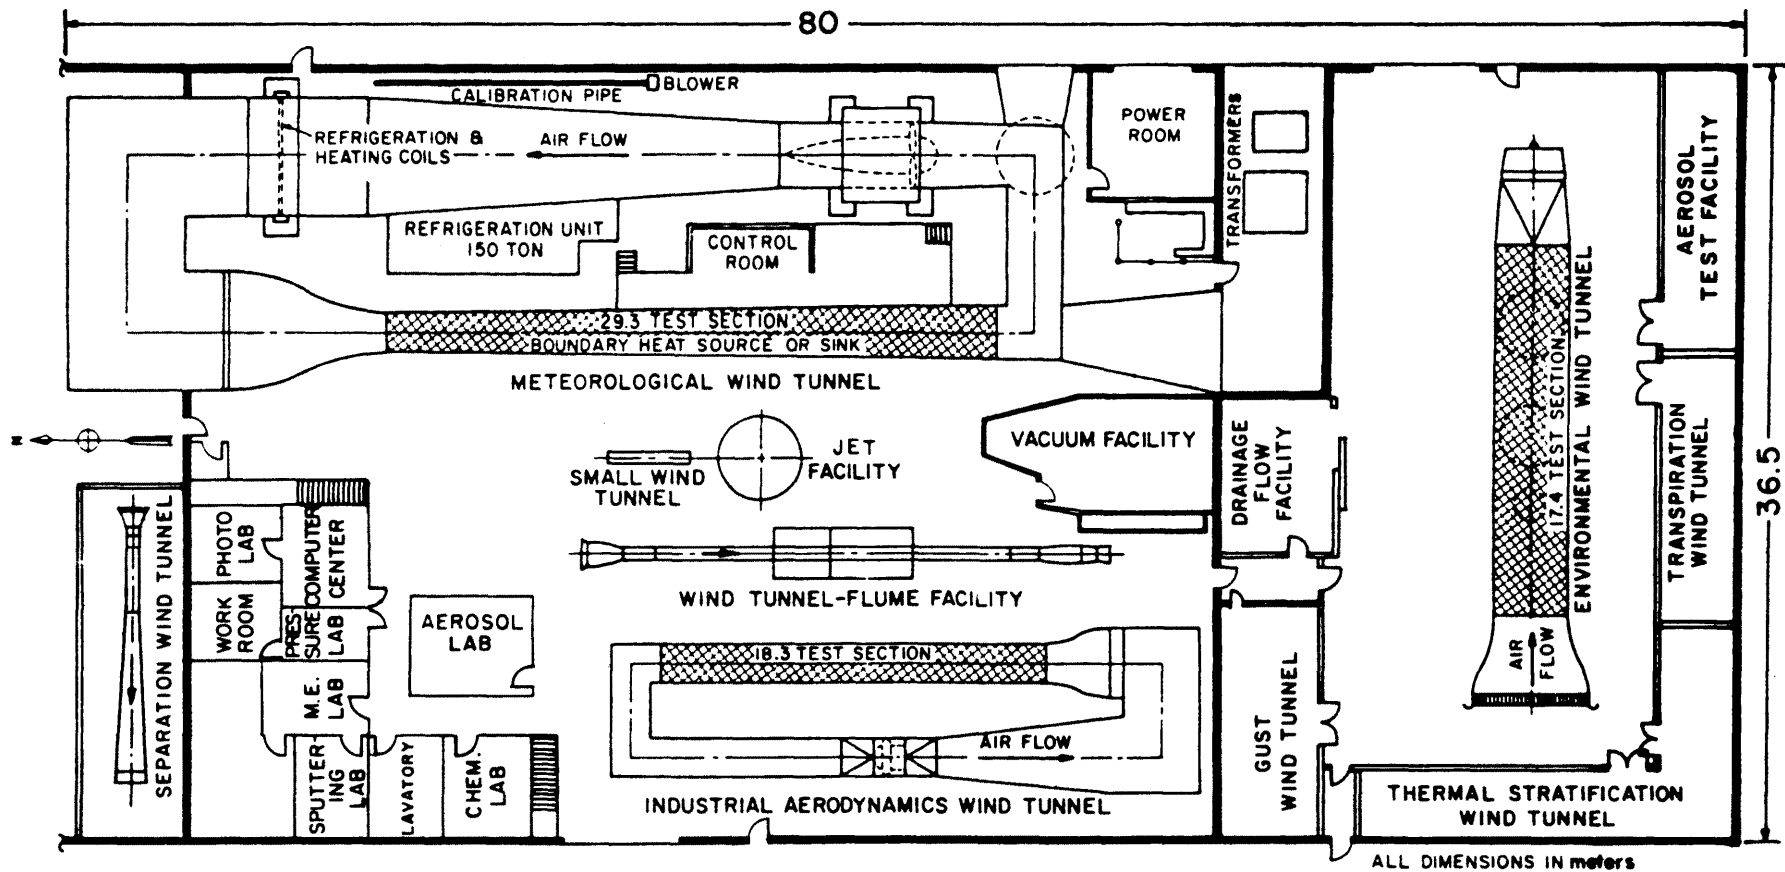 80
BLOWER
CALIBRATION PIPE
REFRIGERATION &
HEATING COILS
AIR FLOW
POWER
ROOM
TRANSFORMERS
AEROSOL
TEST FACILITY
REFRIGERATION UNIT
150 TON
CONTROL
ROOM
29.3 TEST SECTION
BOUNDARY HEAT SOURCE OR SINK
METEOROLOGICAL WIND TUNNEL
17.4 TEST SECTION
ENVIRONMENTAL WIND TUNNEL
36.5
N
VACUUM FACILITY
JET
FACILITY
SMALL WIND
TUNNEL
DRAINAGE
FLOW
FACILITY
TRANSPIRATION
WIND TUNNEL
SEPARATION WIND TUNNEL
PHOTO
LAB
COMPUTER
CENTER
WORK
ROOM
PRES-
SURE
LAB
WIND TUNNEL-FLUME FACILITY
AEROSOL
LAB
M.E.
LAB
18.3 TEST SECTION
AIR
FLOW
AIR FLOW
GUST
WIND TUNNEL
SPUTTER-
ING
LAB
LAVATORY
CHEM.
LAB
INDUSTRIAL AERODYNAMICS WIND TUNNEL
THERMAL STRATIFICATION
WIND TUNNEL
ALL DIMENSIONS IN meters